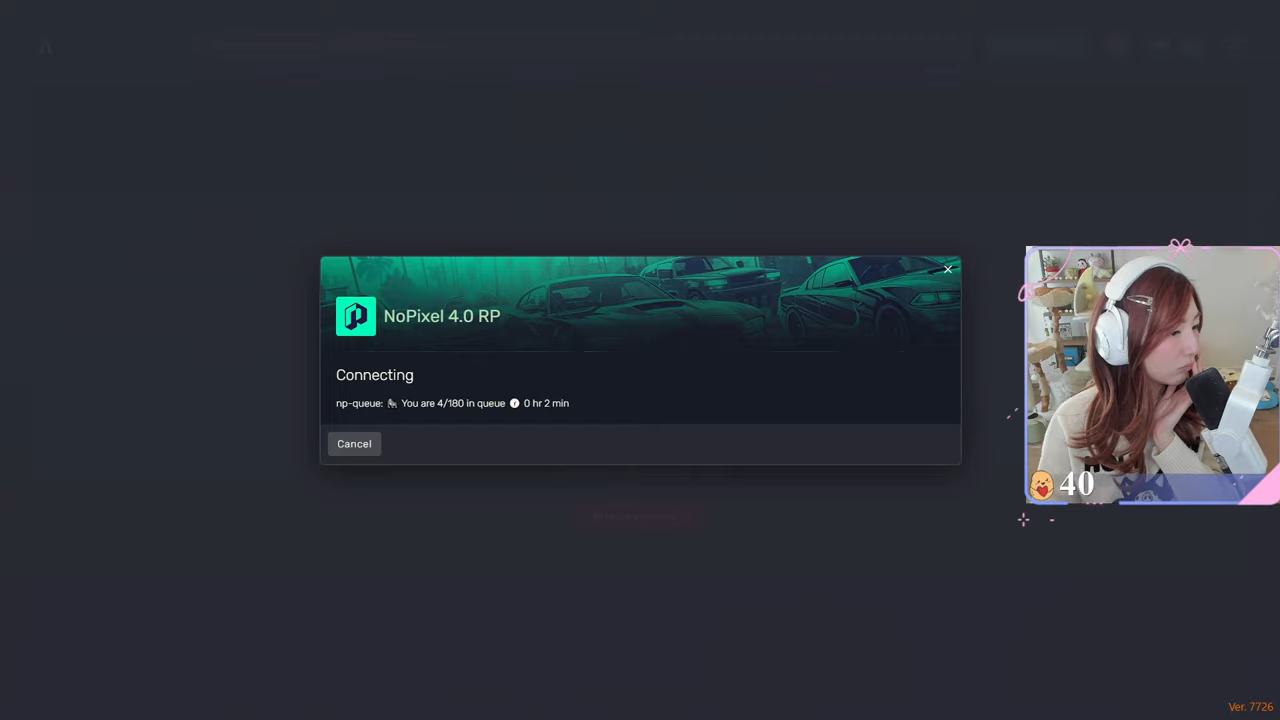 NoPixel 4.0 RP
Connecting
np-queue: 🐌 You are 4/180 in queue 🕐 0 hr 2 min
Cancel
40
Ver. 7726